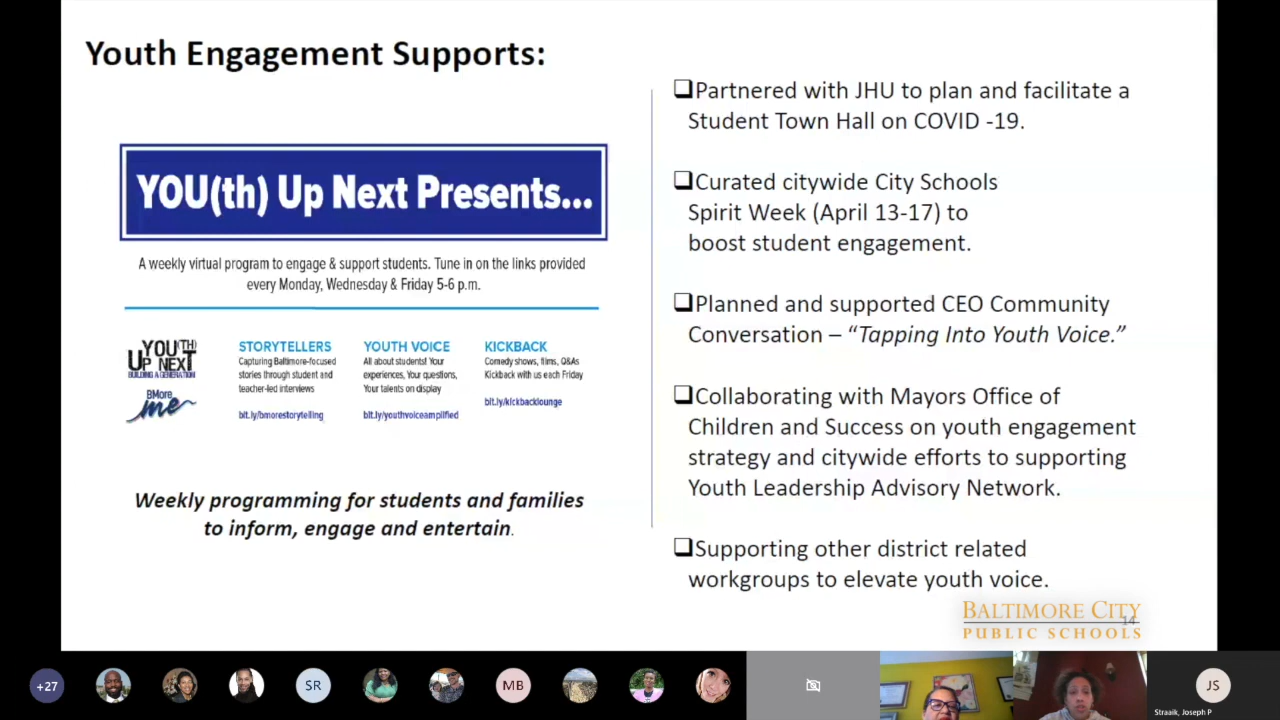 Youth Engagement Supports:
YOU(th) Up Next Presents...
A weekly virtual program to engage & support students. Tune in on the links provided
every Monday, Wednesday & Friday 5-6 p.m.
YOU(TH)
UP NEXT
BUILDING A GENERATION
BMore
me
STORYTELLERS
Capturing Baltimore-focused
stories through student and
teacher-led interviews
bit.ly/bmorestorytelling
YOUTH VOICE
All about students! Your
experiences, Your questions,
Your talents on display
bit.ly/youthvoiceamplified
KICKBACK
Comedy shows, films, Q&As
Kickback with us each Friday
bit.ly/kickbacklounge
Weekly programming for students and families
to inform, engage and entertain.
❑Partnered with JHU to plan and facilitate a
Student Town Hall on COVID -19.
❑Curated citywide City Schools
Spirit Week (April 13-17) to
boost student engagement.
❑Planned and supported CEO Community
Conversation – “Tapping Into Youth Voice.”
❑Collaborating with Mayors Office of
Children and Success on youth engagement
strategy and citywide efforts to supporting
Youth Leadership Advisory Network.
❑Supporting other district related
workgroups to elevate youth voice.
BALTIMORE CITY
14
PUBLIC SCHOOLS
+27
SR
MB
JS
Straaik, Joseph P